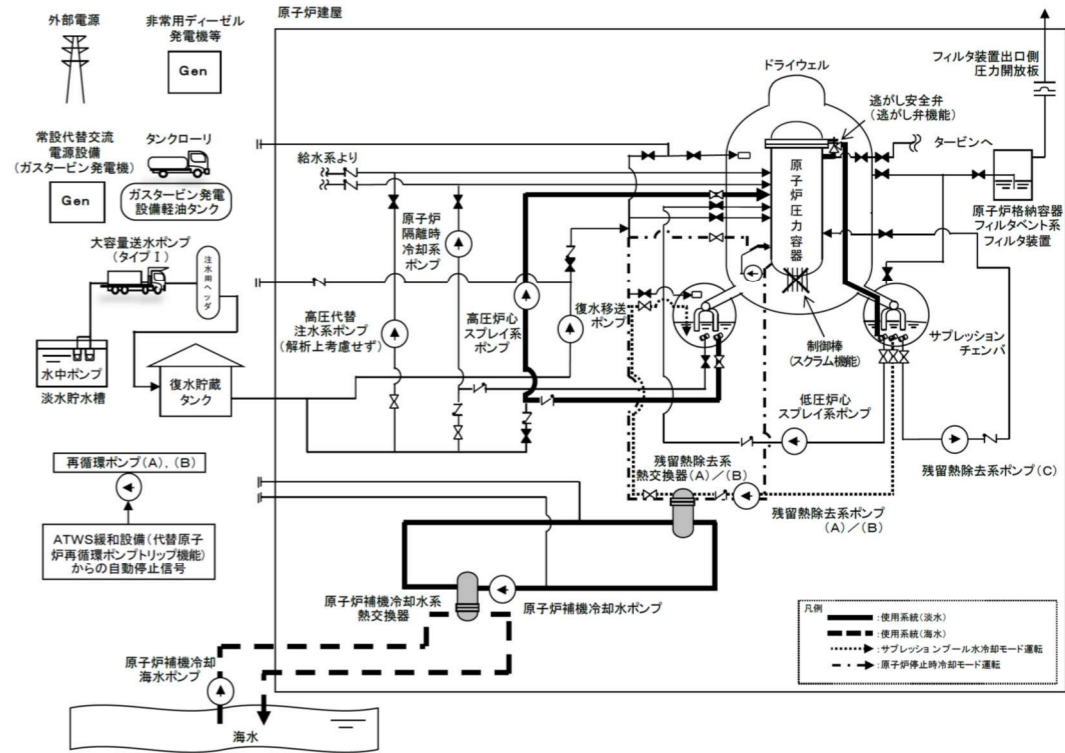 外部電源
非常用ディーゼル
発電機等
Gen
常設代替交流
電源設備
(ガスタービン発電機)
Gen
タンクローリ
ガスタービン発電
設備軽油タンク
大容量送水ポンプ
(タイプⅠ)
注水用ヘッダ
水中ポンプ
淡水貯水槽
復水貯蔵
タンク
再循環ポンプ(A),(B)
ATWS緩和設備(代替原子
炉再循環ポンプトリップ機能)
からの自動停止信号
原子炉建屋
給水系より
原子炉
隔離時
冷却系
ポンプ
高圧代替
注水系ポンプ
(解析上考慮せず)
高圧炉心
スプレイ系
ポンプ
復水移送
ポンプ
ドライウェル
原子炉圧力容器
逃がし安全弁
(逃がし弁機能)
タービンへ
フィルタ装置出口側
圧力開放板
原子炉格納容器
フィルタベント系
フィルタ装置
制御棒
(スクラム機能)
サプレッション
チェンバ
低圧炉心
スプレイ系ポンプ
残留熱除去系ポンプ(C)
残留熱除去系
熱交換器(A)/(B)
残留熱除去系ポンプ
(A)/(B)
原子炉補機冷却水系
熱交換器
原子炉補機冷却水ポンプ
原子炉補機冷却
海水ポンプ
海水
凡例
:使用系統(淡水)
:使用系統(海水)
:サプレッションプール水冷却モード運転
:原子炉停止時冷却モード運転